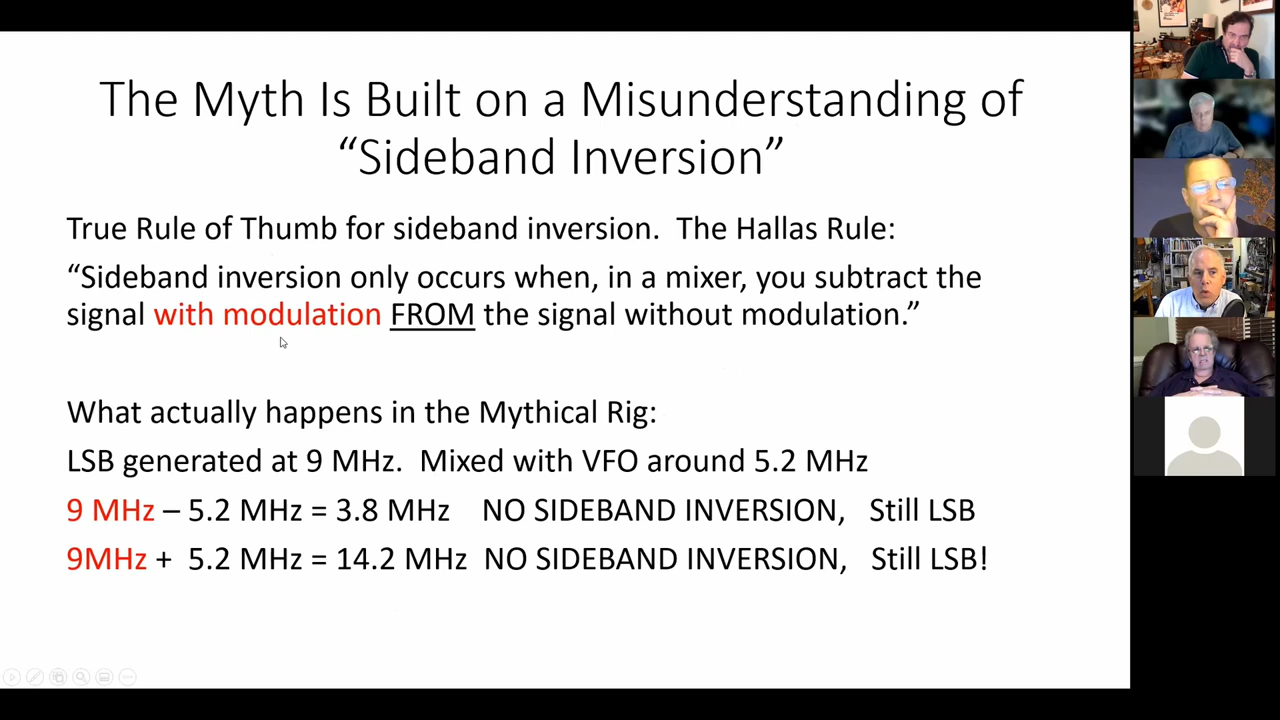 The Myth Is Built on a Misunderstanding of
“Sideband Inversion”
True Rule of Thumb for sideband inversion.  The Hallas Rule:
“Sideband inversion only occurs when, in a mixer, you subtract the
signal with modulation FROM the signal without modulation.”
What actually happens in the Mythical Rig:
LSB generated at 9 MHz.  Mixed with VFO around 5.2 MHz
9 MHz – 5.2 MHz = 3.8 MHz    NO SIDEBAND INVERSION,   Still LSB
9MHz +  5.2 MHz = 14.2 MHz  NO SIDEBAND INVERSION,   Still LSB!